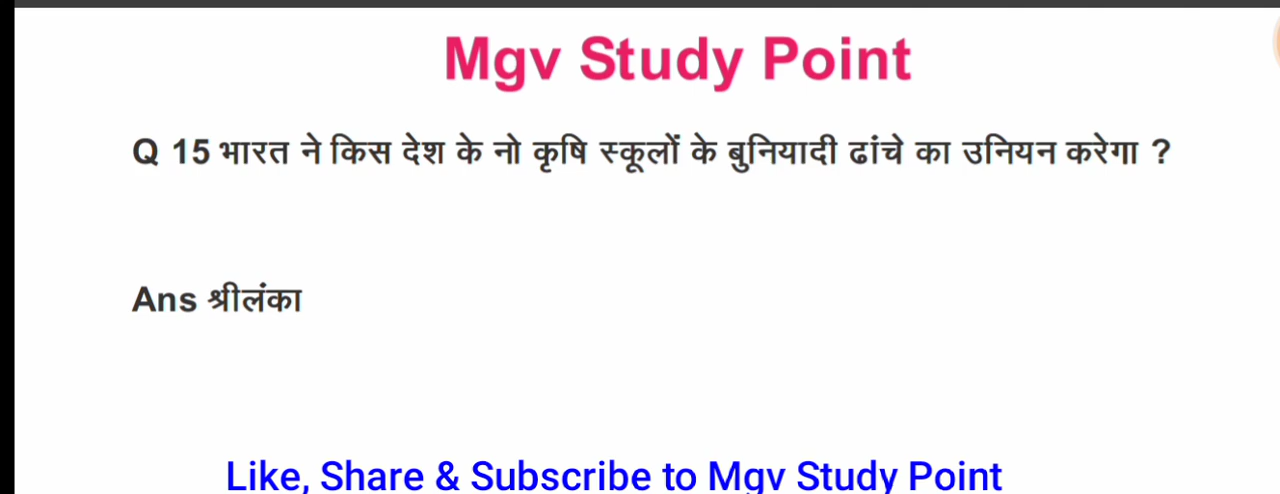 Mgv Study Point
Q 15 भारत ने किस देश के नो कृषि स्कूलों के बुनियादी ढांचे का उनियन करेगा ?
Ans श्रीलंका
Like, Share & Subscribe to Mgv Study Point